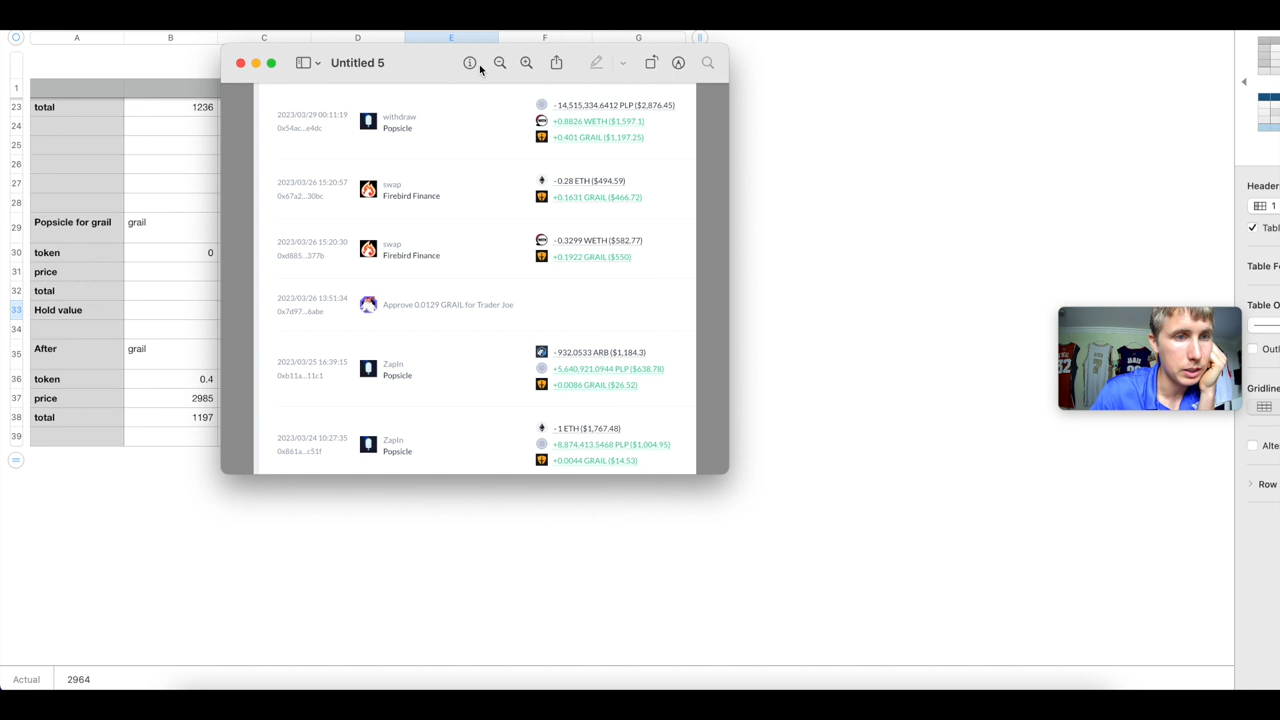 A B C D E F G
Untitled 5
1
23 total 1236
24
25
26
27
28
29 Popsicle for grail grail
30 token 0
31 price
32 total
33 Hold value
34
35 After grail
36 token 0.4
37 price 2985
38 total 1197
39
2023/03/29 00:11:19
0x54ac...e4dc
withdraw
Popsicle
-14,515,334.6412 PLP ($2,876.45)
+0.8826 WETH ($1,597.1)
+0.401 GRAIL ($1,197.25)
2023/03/26 15:20:57
0x67a2...30bc
swap
Firebird Finance
-0.28 ETH ($494.59)
+0.1631 GRAIL ($466.72)
2023/03/26 15:20:30
0xd885...377b
swap
Firebird Finance
-0.3299 WETH ($582.77)
+0.1922 GRAIL ($550)
2023/03/26 13:51:34
0x7d97...6abe
Approve 0.0129 GRAIL for Trader Joe
2023/03/25 16:39:15
0xb11a...11c1
ZapIn
Popsicle
-932.0533 ARB ($1,184.3)
+5,640,921.0944 PLP ($638.78)
+0.0086 GRAIL ($26.52)
2023/03/24 10:27:35
0x861a...c51f
ZapIn
Popsicle
-1 ETH ($1,767.48)
+8,874,413.5468 PLP ($1,004.95)
+0.0044 GRAIL ($14.53)
Header
1
Tabl
Table Fo
Table O
Outl
Gridline
Alte
Row
Actual 2964